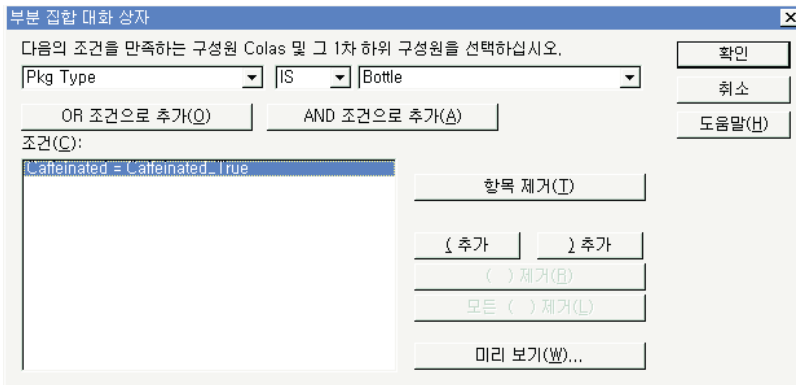 부분 집합 대화 상자
다음의 조건을 만족하는 구성원 Colas 및 그 1차 하위 구성원을 선택하십시오.
Pkg Type IS Bottle
확인
취소
도움말(H)
OR 조건으로 추가(O) AND 조건으로 추가(A)
조건(C):
Caffeinated = Caffeinated_True
항목 제거(T)
( 추가 ) 추가
( ) 제거(R)
모든 ( ) 제거(L)
미리 보기(W)...